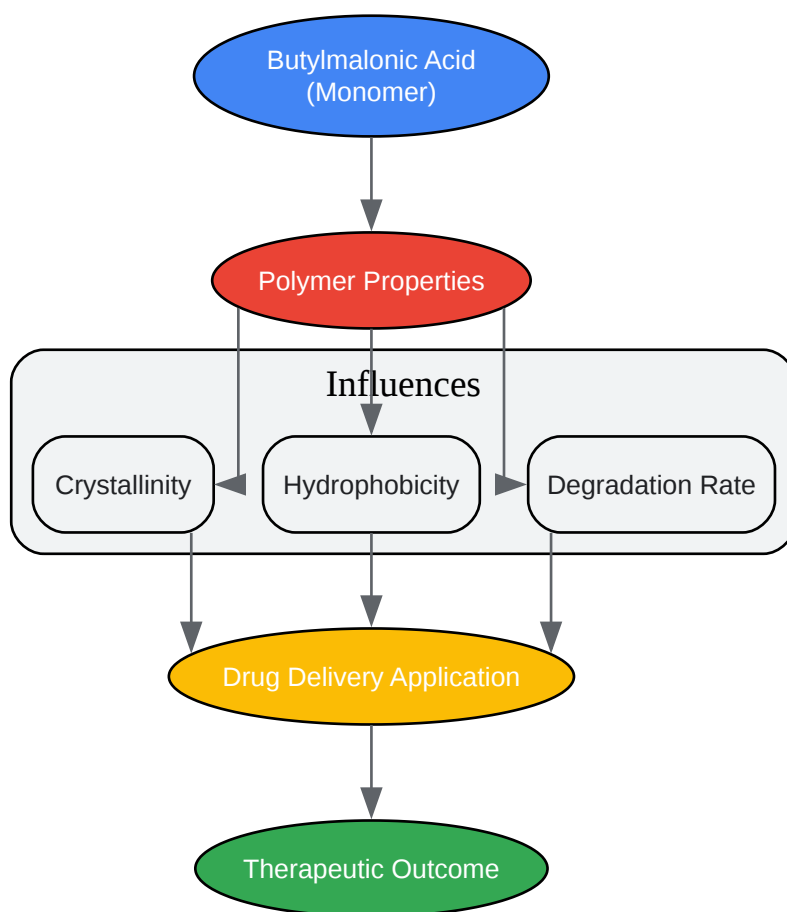 Butylmalonic Acid
(Monomer)
Polymer Properties
Influences
Crystallinity
Hydrophobicity
Degradation Rate
Drug Delivery Application
Therapeutic Outcome